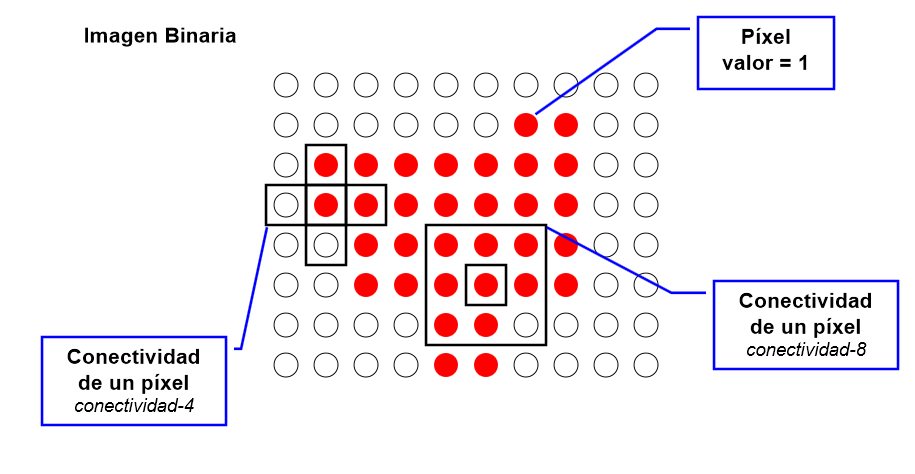 Imagen Binaria
Píxel
valor = 1
Conectividad
de un píxel
conectividad-8
Conectividad
de un píxel
conectividad-4